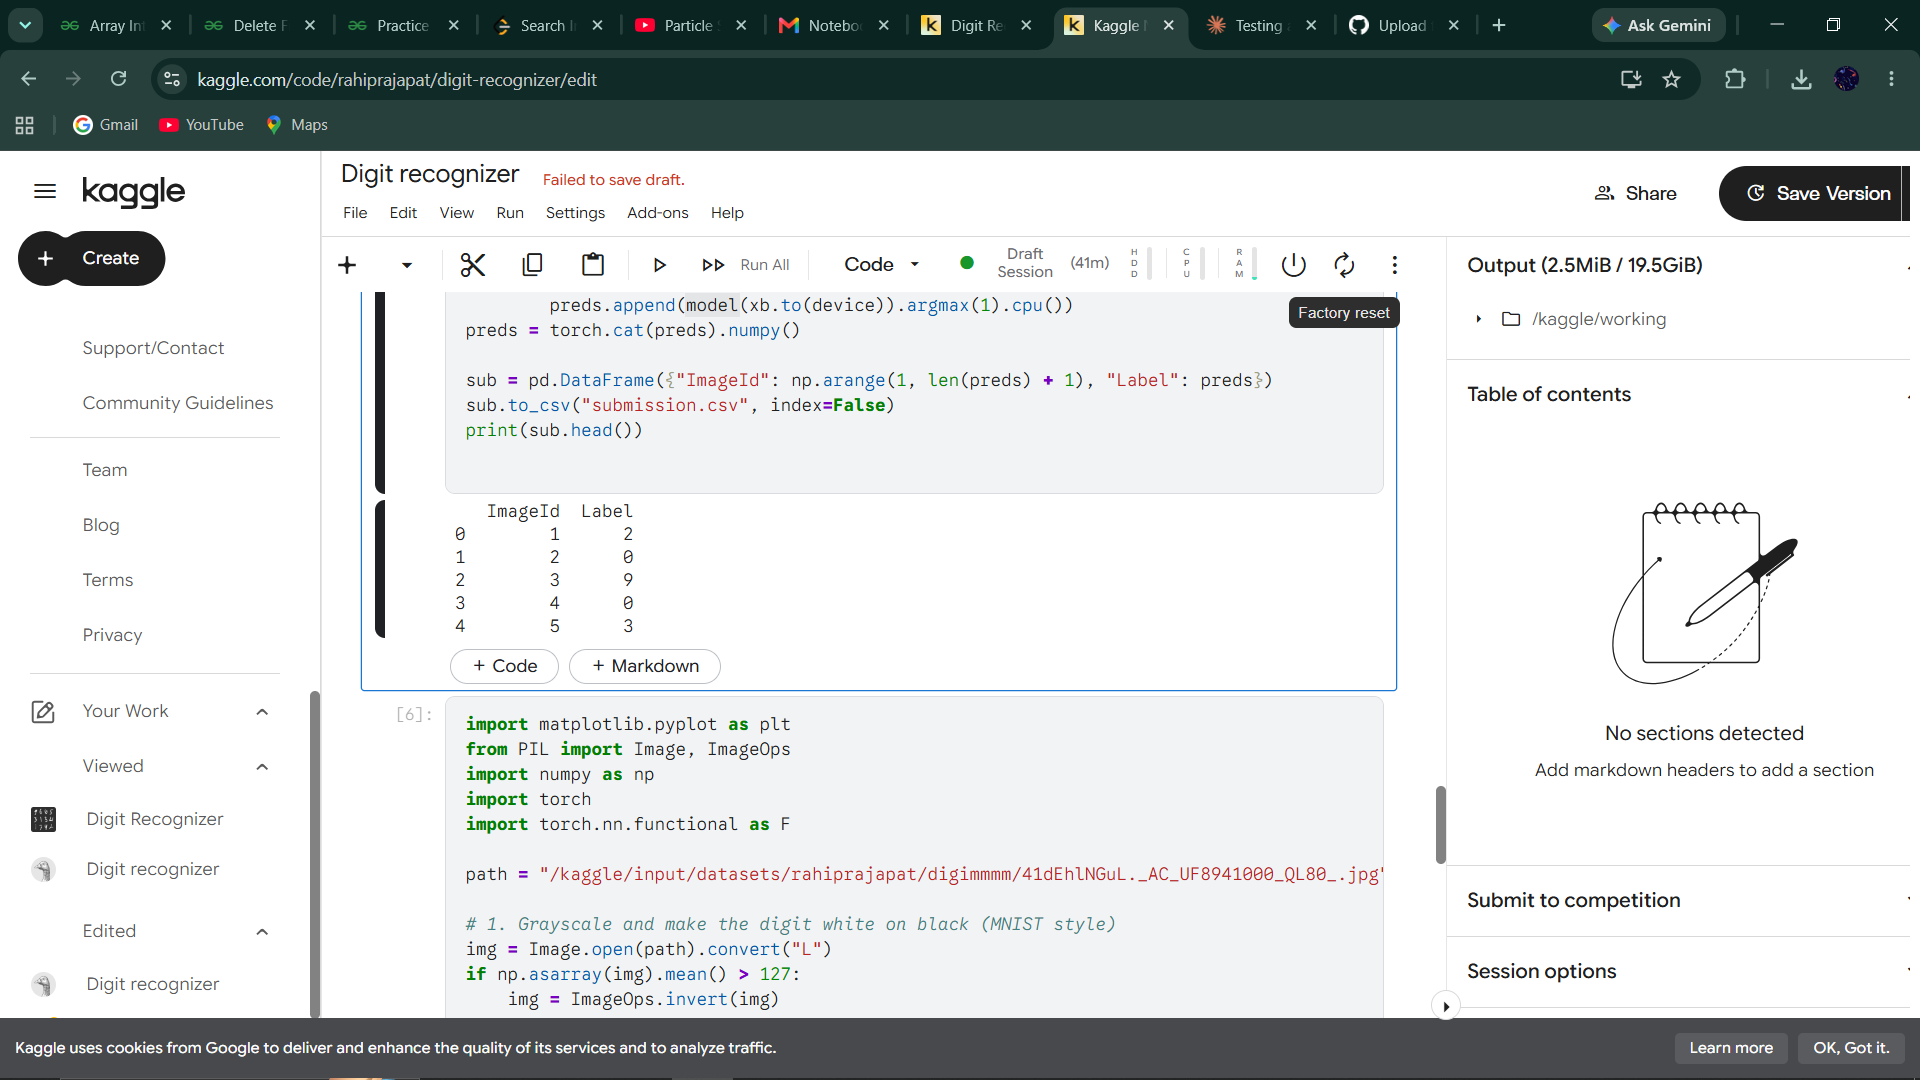 Array In
Delete F
Practice
Search I
Particle
Notebo
Digit Re
Kaggle
Testing
Upload
Ask Gemini
kaggle.com/code/rahiprajapat/digit-recognizer/edit
Gmail
YouTube
Maps
kaggle
Create
Support/Contact
Community Guidelines
Team
Blog
Terms
Privacy
Your Work
Viewed
Digit Recognizer
Digit recognizer
Edited
Digit recognizer
Digit recognizer
Failed to save draft.
File Edit View Run Settings Add-ons Help
Share
Save Version
Run All
Code
Draft Session (41m)
HDD
CPU
RAM
Factory reset
preds.append(model(xb.to(device)).argmax(1).cpu())
preds = torch.cat(preds).numpy()
sub = pd.DataFrame({"ImageId": np.arange(1, len(preds) + 1), "Label": preds})
sub.to_csv("submission.csv", index=False)
print(sub.head())
ImageId Label
0 1 2
1 2 0
2 3 9
3 4 0
4 5 3
+ Code
+ Markdown
[6]:
import matplotlib.pyplot as plt
from PIL import Image, ImageOps
import numpy as np
import torch
import torch.nn.functional as F
path = "/kaggle/input/datasets/rahiprajapat/digimmmm/41dEhlNGuL._AC_UF8941000_QL80_.jpg"
# 1. Grayscale and make the digit white on black (MNIST style)
img = Image.open(path).convert("L")
if np.asarray(img).mean() > 127:
img = ImageOps.invert(img)
Output (2.5MiB / 19.5GiB)
/kaggle/working
Table of contents
No sections detected
Add markdown headers to add a section
Submit to competition
Session options
Kaggle uses cookies from Google to deliver and enhance the quality of its services and to analyze traffic.
Learn more
OK, Got it.